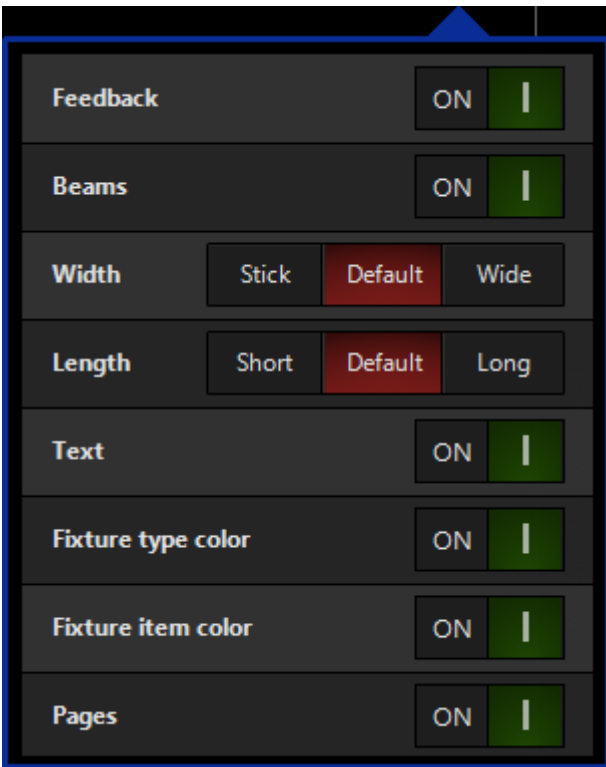 Feedback ON
Beams ON
Width Stick Default Wide
Length Short Default Long
Text ON
Fixture type color ON
Fixture item color ON
Pages ON